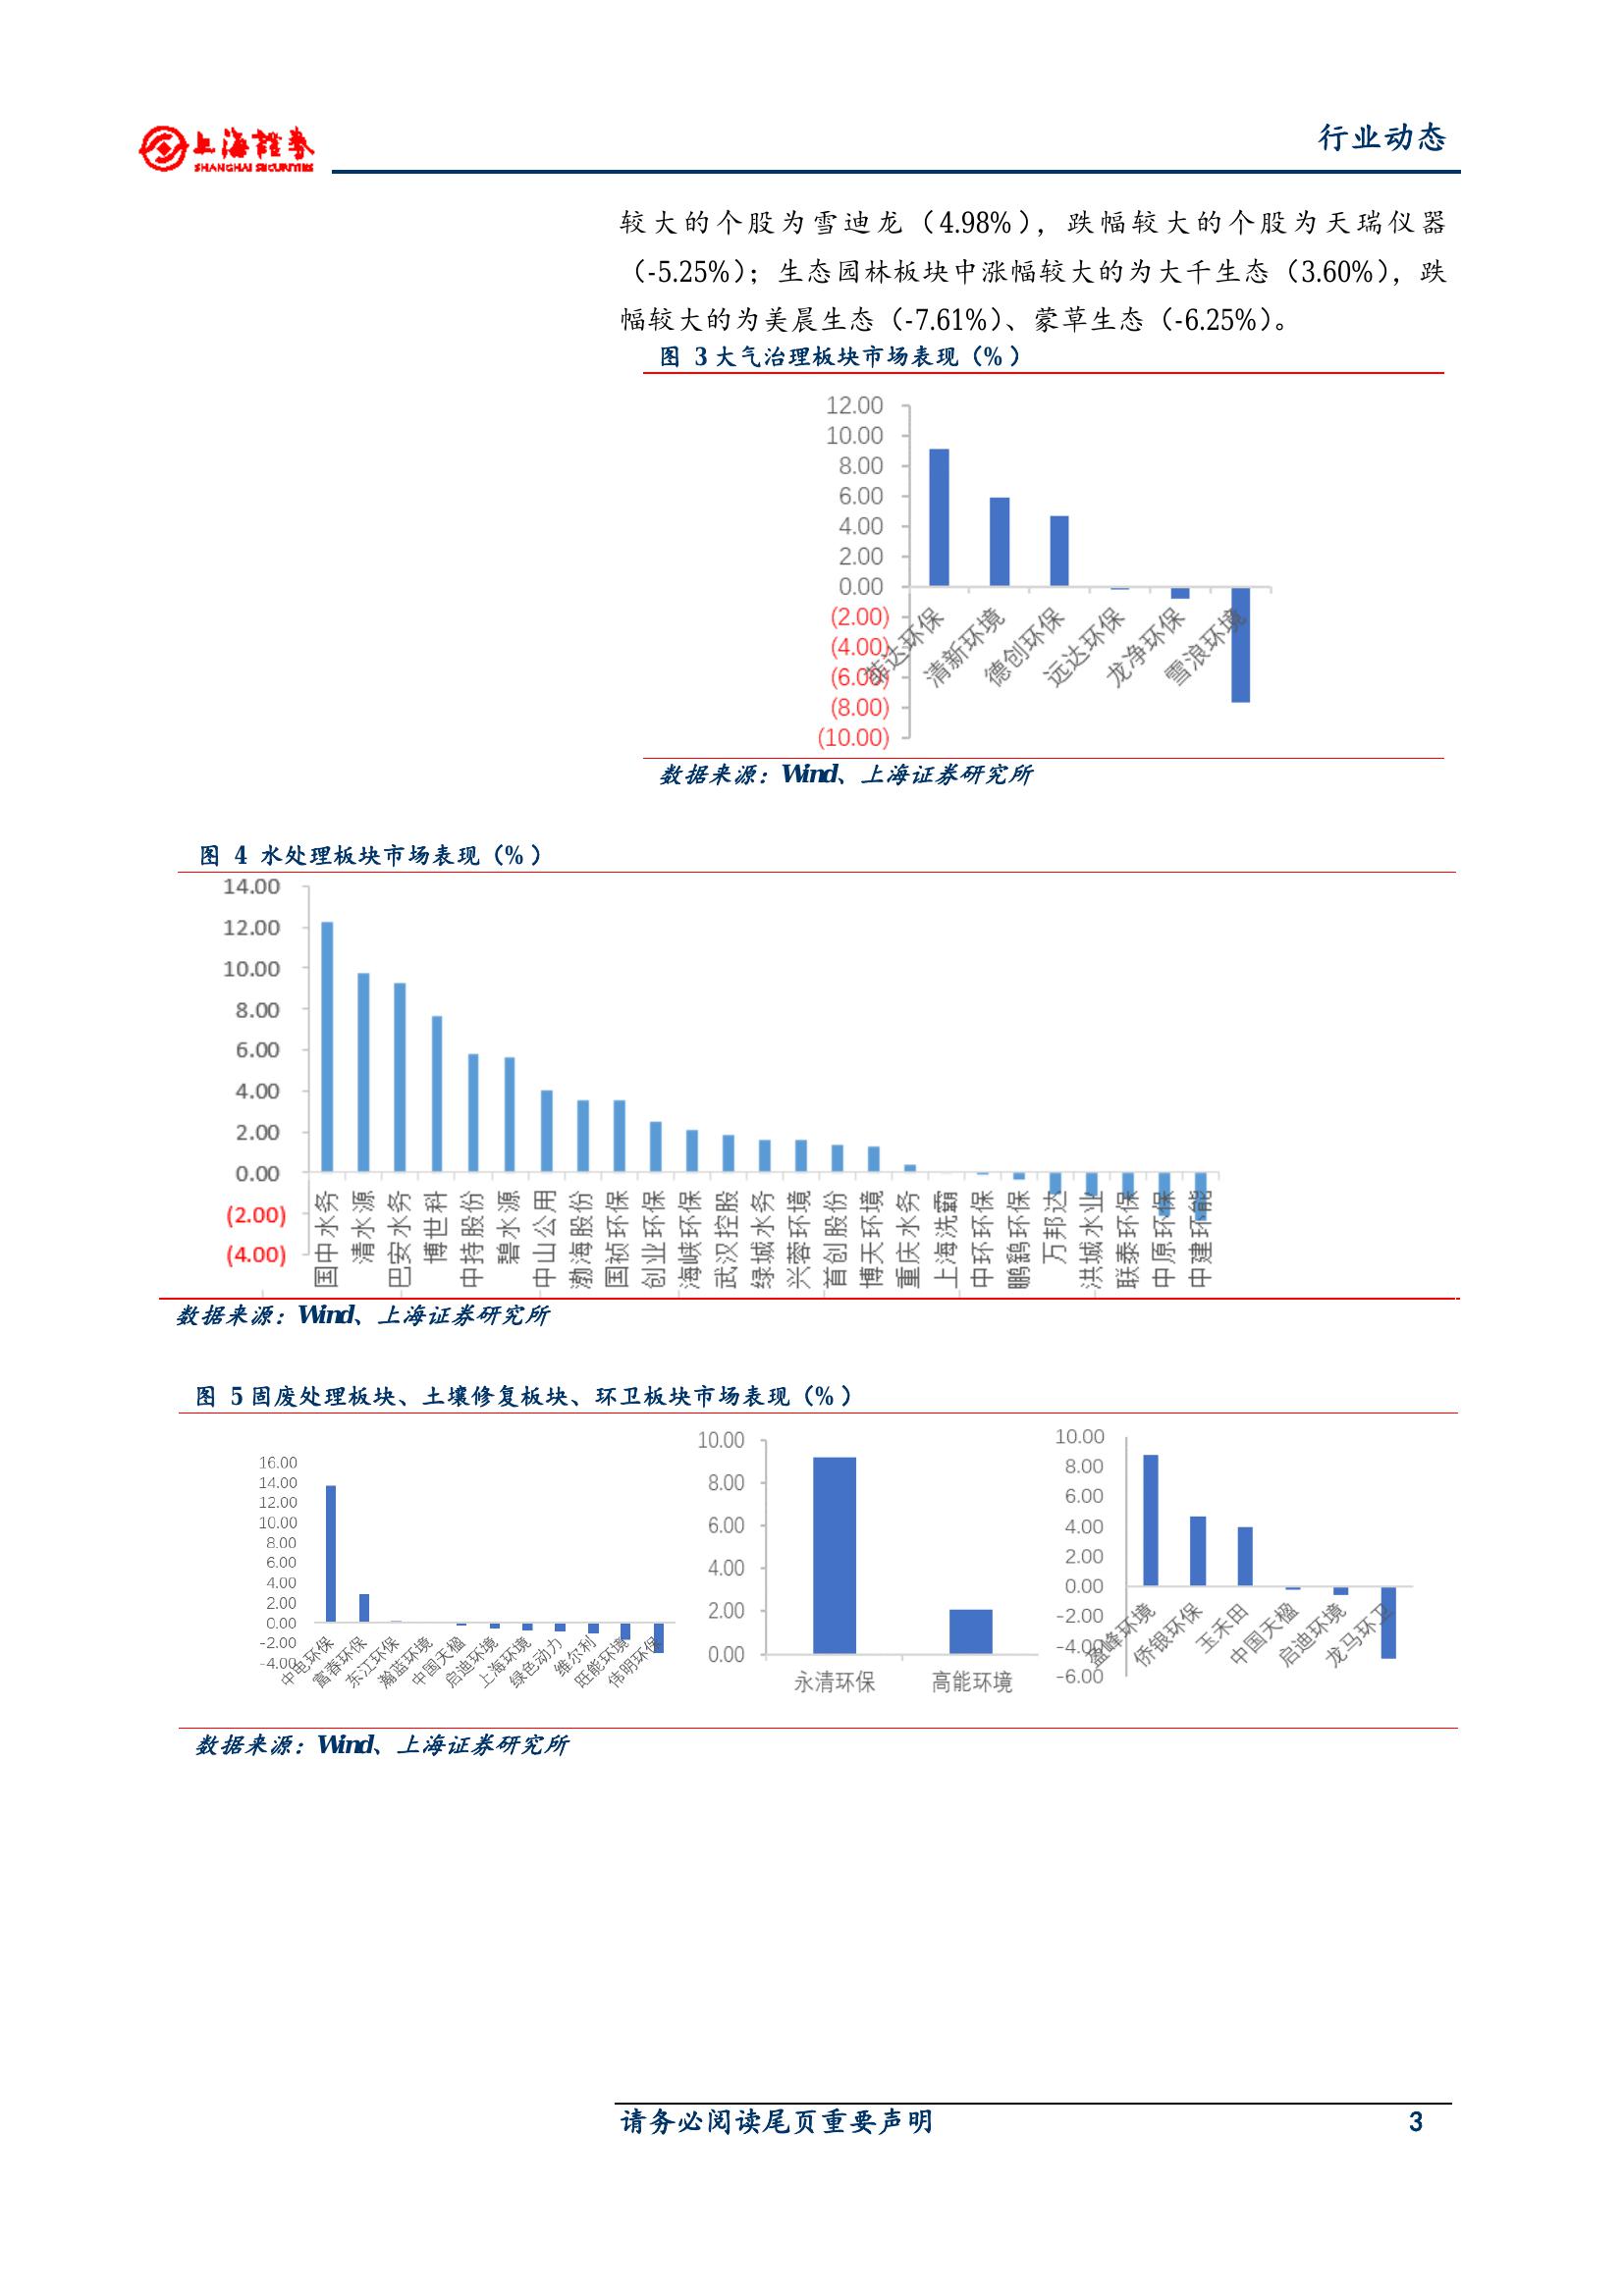 上海證券
SHANGHAI SECURITIES
行业动态
较大的个股为雪迪龙（4.98%），跌幅较大的个股为天瑞仪器
（-5.25%）；生态园林板块中涨幅较大的为大千生态（3.60%），跌
幅较大的为美晨生态（-7.61%）、蒙草生态（-6.25%）。
图 3 大气治理板块市场表现（%）
12.00
10.00
8.00
6.00
4.00
2.00
0.00
(2.00)
(4.00)
(6.00)
(8.00)
(10.00)
菲达环保 清新环境 德创环保 远达环保 龙净环保 雪浪环境
数据来源：Wind、上海证券研究所
图 4 水处理板块市场表现（%）
14.00
12.00
10.00
8.00
6.00
4.00
2.00
0.00
(2.00)
(4.00)
国中水务 清水源 巴安水务 博世科 中持股份 碧水源 中山公用 渤海股份 国祯环保 创业环保 海峡环保 武汉控股 绿城水务 兴蓉环境 首创股份 博天环境 重庆水务 上海洗霸 中环环保 鹏鹞环保 万邦达 洪城水业 联泰环保 中原环保 中建环能
数据来源：Wind、上海证券研究所
图 5 固废处理板块、土壤修复板块、环卫板块市场表现（%）
16.00
14.00
12.00
10.00
8.00
6.00
4.00
2.00
0.00
-2.00
-4.00
中电环保 富春环保 东江环保 瀚蓝环境 中国天楹 启迪环境 上海环境 绿色动力 维尔利 旺能环境 伟明环保
10.00
8.00
6.00
4.00
2.00
0.00
永清环保 高能环境
10.00
8.00
6.00
4.00
2.00
0.00
-2.00
-4.00
-6.00
盈峰环境 侨银环保 玉禾田 中国天楹 启迪环境 龙马环卫
数据来源：Wind、上海证券研究所
请务必阅读尾页重要声明 3